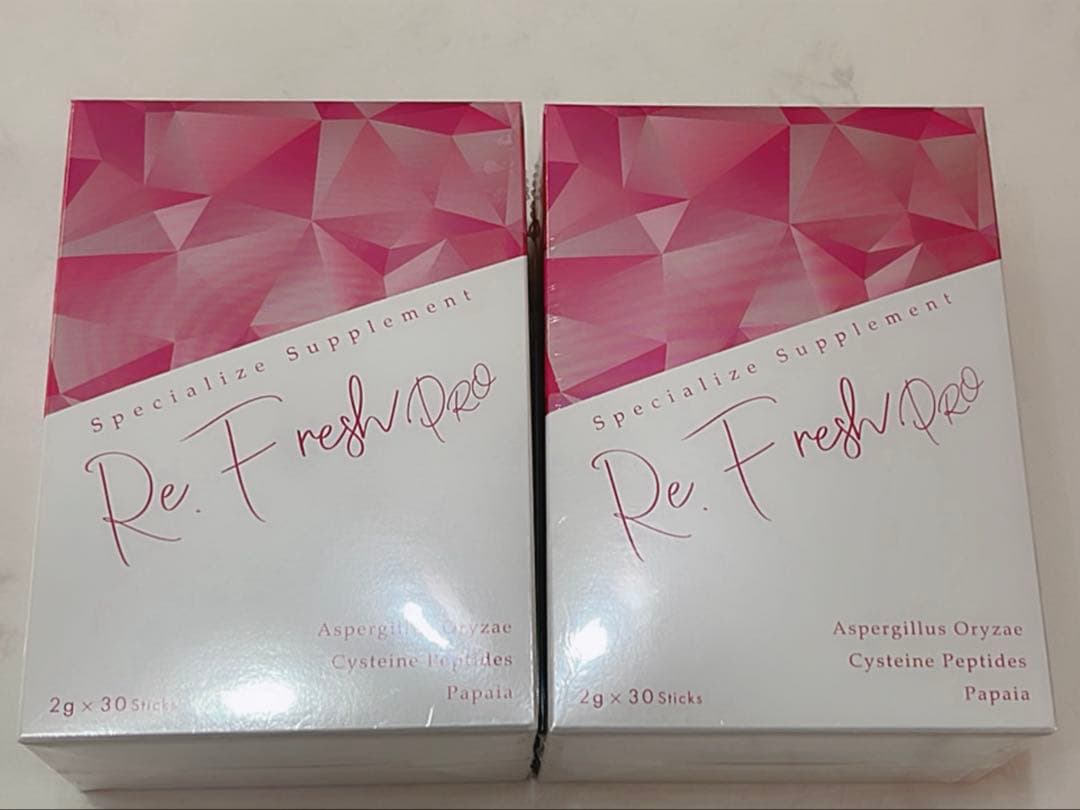 Specialize Supplement
Re. Fresh PRO
Aspergillus Oryzae
Cysteine Peptides
Papaia
2g × 30 Sticks
Specialize Supplement
Re. Fresh PRO
Aspergillus Oryzae
Cysteine Peptides
Papaia
2g × 30 Sticks